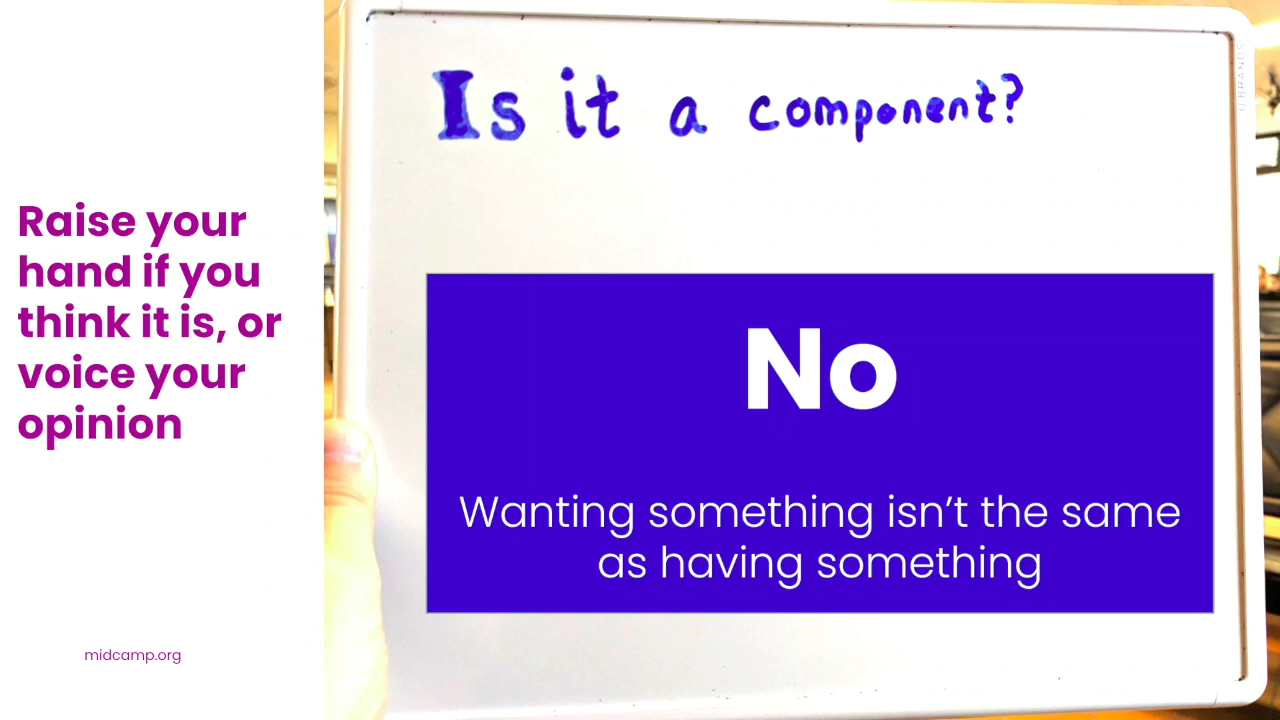 Raise your
hand if you
think it is, or
voice your
opinion
midcamp.org
Is it a component?
No
Wanting something isn’t the same
as having something
U BRANDS